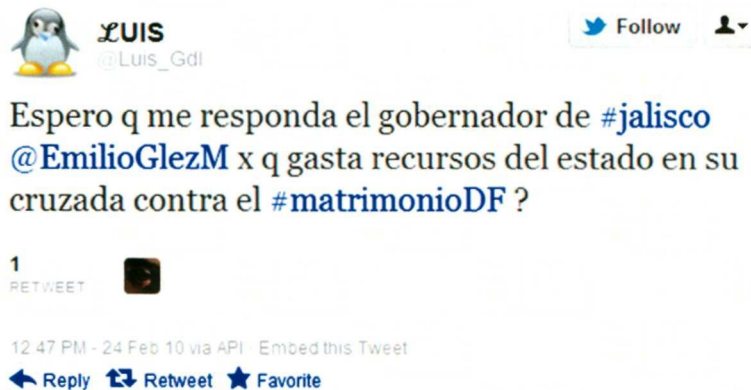 ℒUIS
@Luis_Gdl
Follow
Espero q me responda el gobernador de #jalisco
@EmilioGlezM x q gasta recursos del estado en su
cruzada contra el #matrimonioDF ?
1
RETWEET
12:47 PM - 24 Feb 10 via API · Embed this Tweet
Reply Retweet Favorite